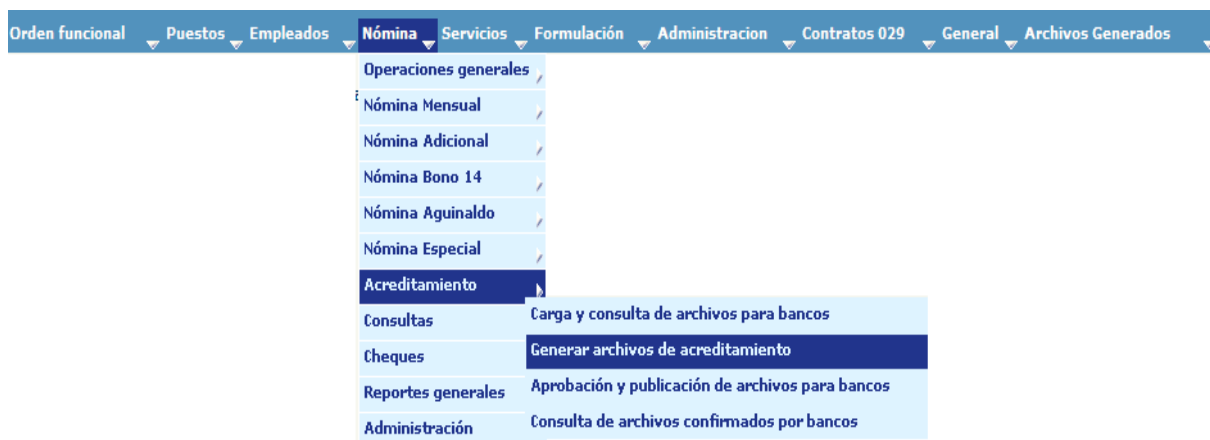 Orden funcional Puestos Empleados Nómina Servicios Formulación Administracion Contratos 029 General Archivos Generados
Operaciones generales
Nómina Mensual
Nómina Adicional
Nómina Bono 14
Nómina Aguinaldo
Nómina Especial
Acreditamiento
Consultas
Cheques
Reportes generales
Administración
Carga y consulta de archivos para bancos
Generar archivos de acreditamiento
Aprobación y publicación de archivos para bancos
Consulta de archivos confirmados por bancos